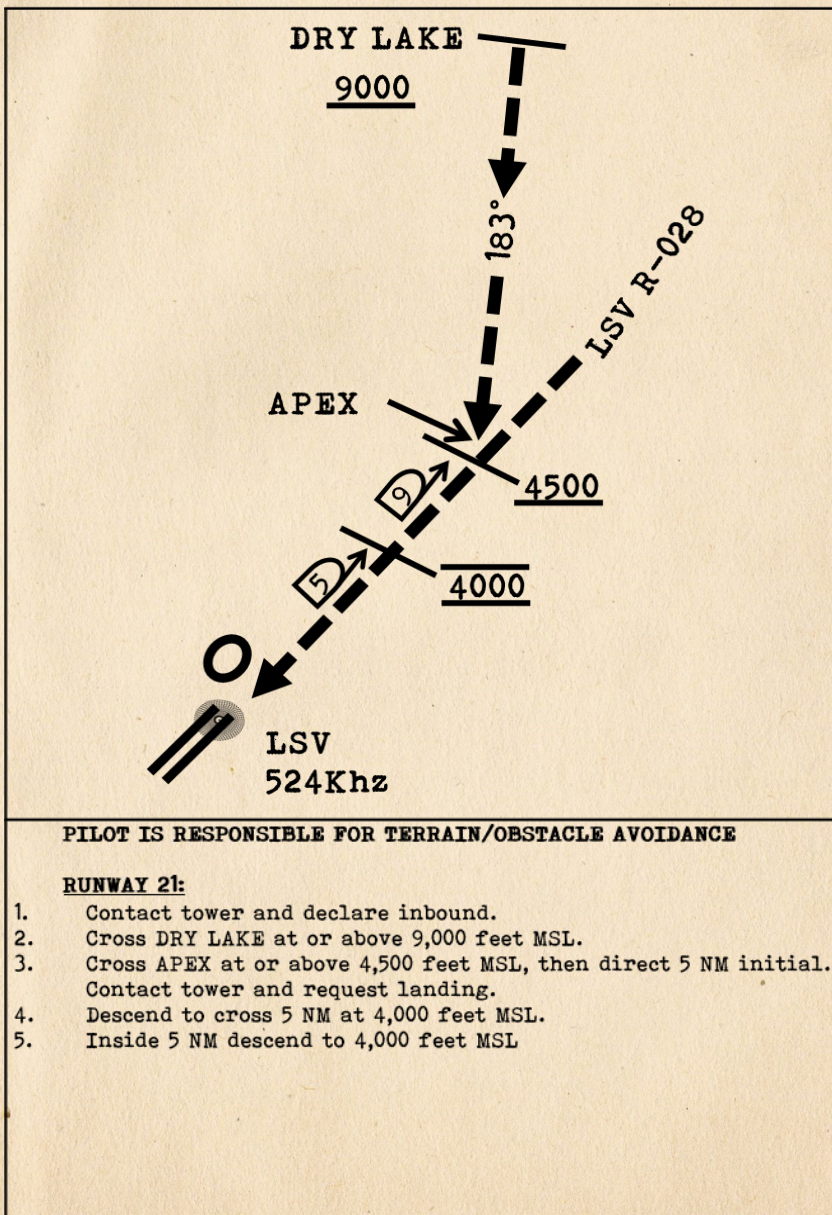 DRY LAKE
9000
183°
LSV R-028
APEX
9
4500
5
4000
LSV
524Khz
PILOT IS RESPONSIBLE FOR TERRAIN/OBSTACLE AVOIDANCE
RUNWAY 21:
1. Contact tower and declare inbound.
2. Cross DRY LAKE at or above 9,000 feet MSL.
3. Cross APEX at or above 4,500 feet MSL, then direct 5 NM initial.
Contact tower and request landing.
4. Descend to cross 5 NM at 4,000 feet MSL.
5. Inside 5 NM descend to 4,000 feet MSL